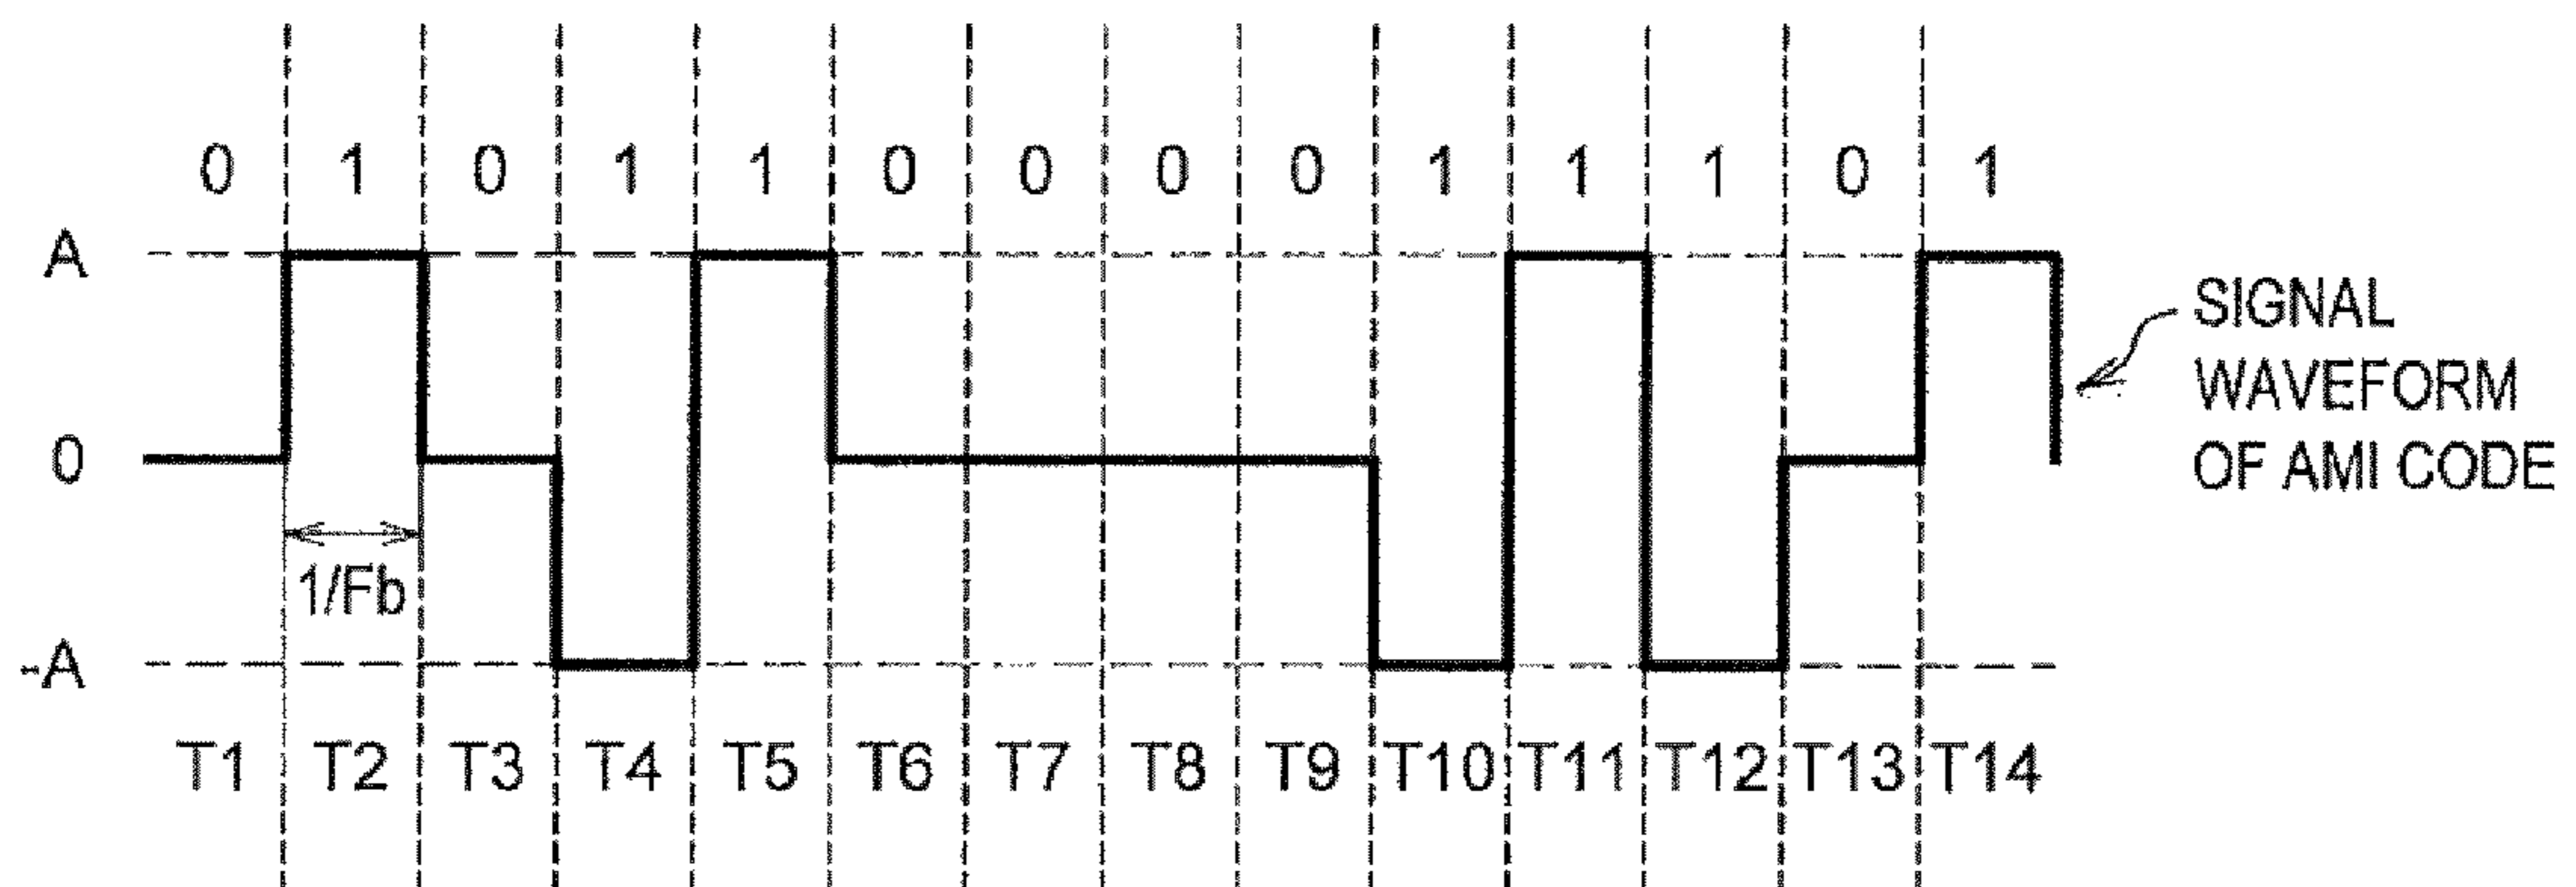 0 1 0 1 1 0 0 0 0 1 1 1 0 1
A
SIGNAL
WAVEFORM
OF AMI CODE
0
1/Fb
-A
T1 T2 T3 T4 T5 T6 T7 T8 T9 T10 T11 T12 T13 T14